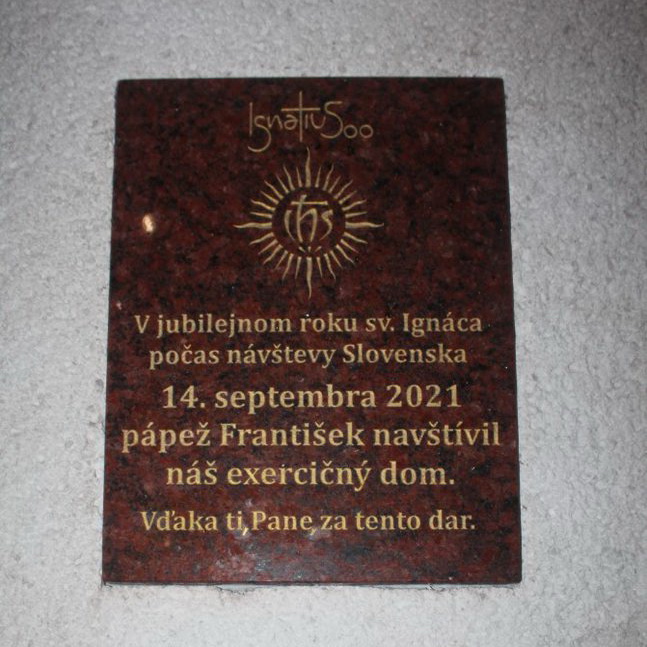 IgnatiuS00
ihs
V jubilejnom roku sv. Ignáca
počas návštevy Slovenska
14. septembra 2021
pápež František navštívil
náš exercičný dom.
Vďaka ti, Pane, za tento dar.